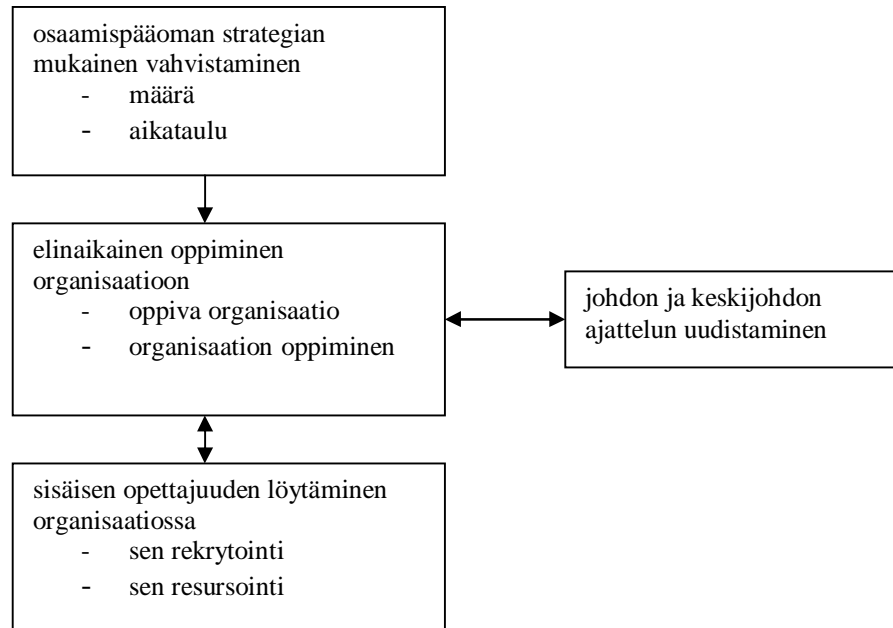 osaamispääoman strategian
mukainen vahvistaminen
- määrä
- aikataulu
elinaikainen oppiminen
organisaatioon
- oppiva organisaatio
- organisaation oppiminen
johdon ja keskijohdon
ajattelun uudistaminen
sisäisen opettajuuden löytäminen
organisaatiossa
- sen rekrytointi
- sen resursointi